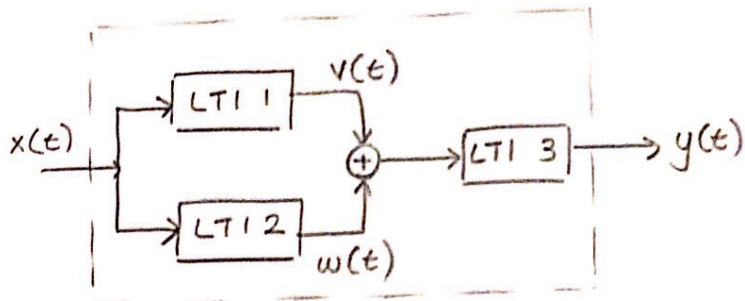 v(t)
LTI 1
x(t)
+
LTI 3
y(t)
LTI 2
w(t)